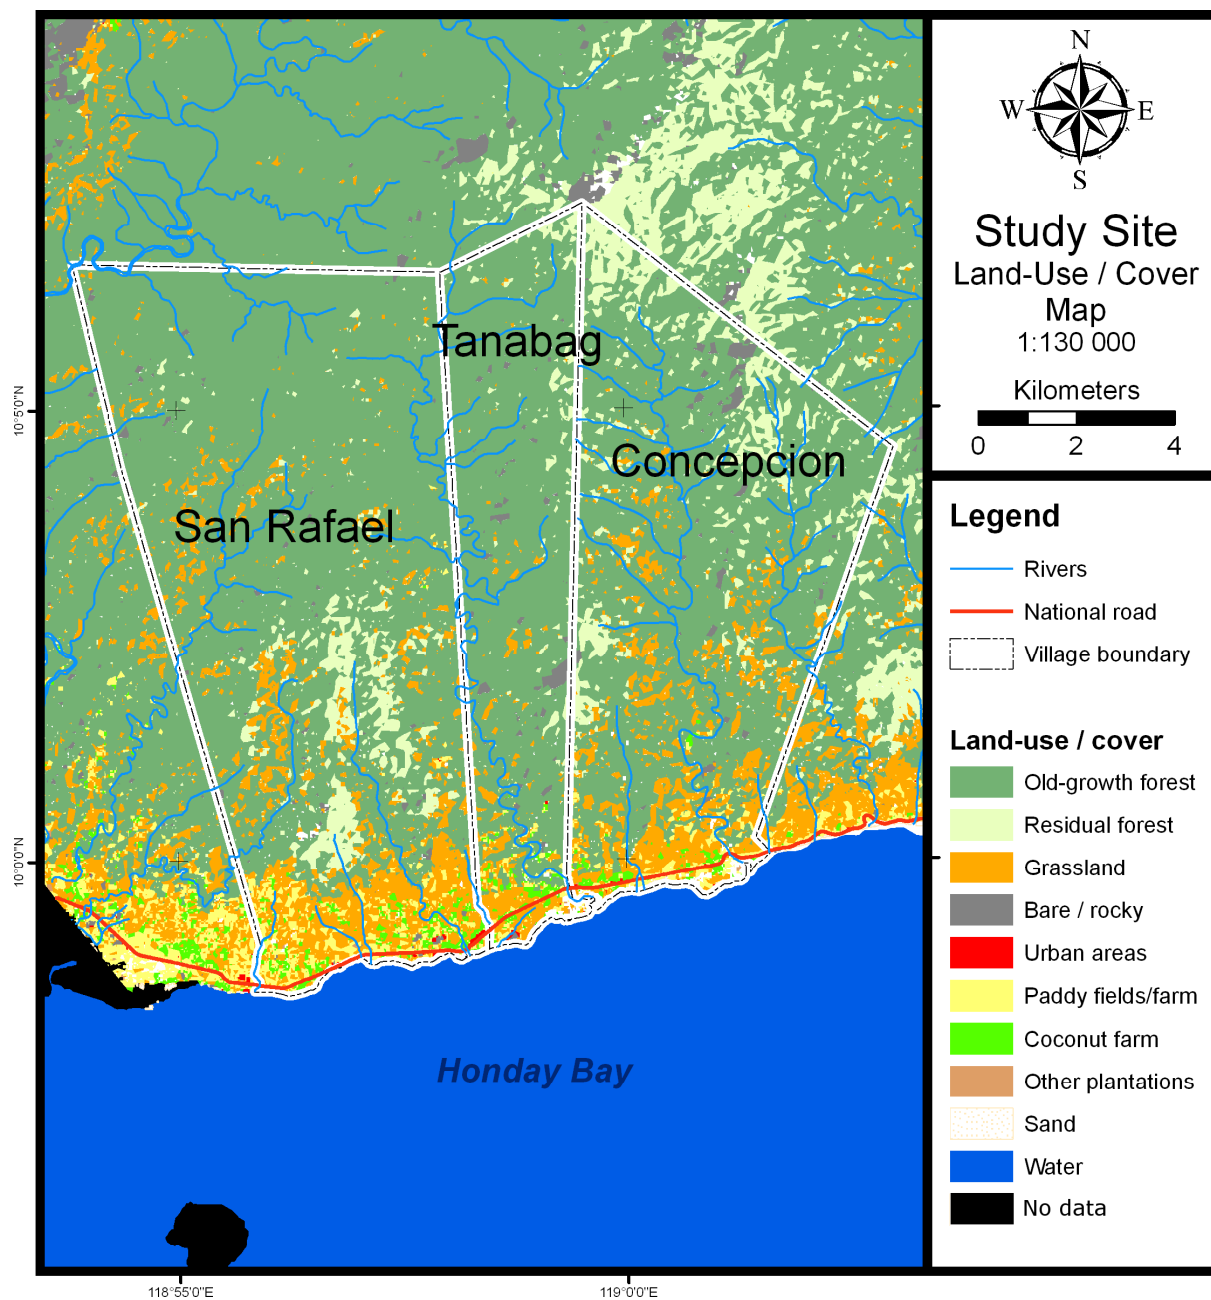 N
W
E
S
Study Site
Land-Use / Cover
Map
1:130 000
Kilometers
0 2 4
Legend
Rivers
National road
Village boundary
Land-use / cover
Old-growth forest
Residual forest
Grassland
Bare / rocky
Urban areas
Paddy fields/farm
Coconut farm
Other plantations
Sand
Water
No data
Tanabag
Concepcion
San Rafael
Honday Bay
10°5'0"N
10°0'0"N
118°55'0"E
119°0'0"E